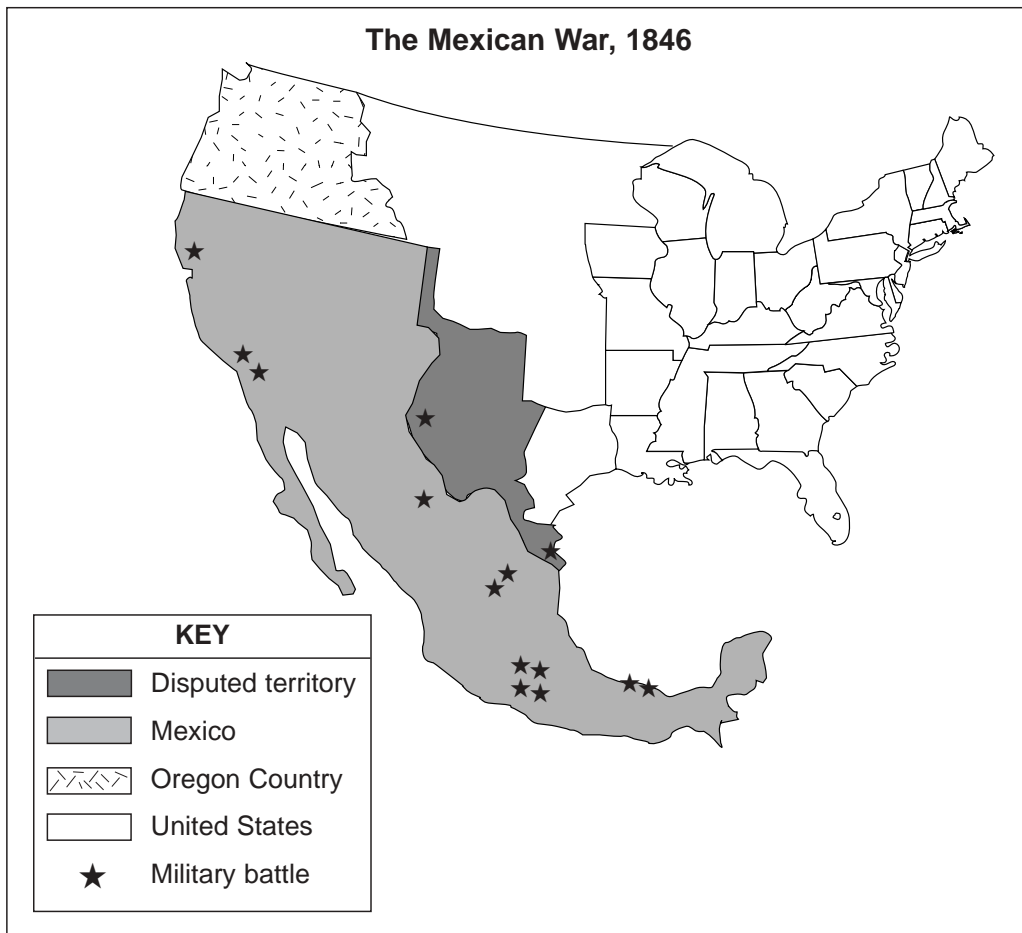 The Mexican War, 1846
KEY
Disputed territory
Mexico
Oregon Country
United States
Military battle